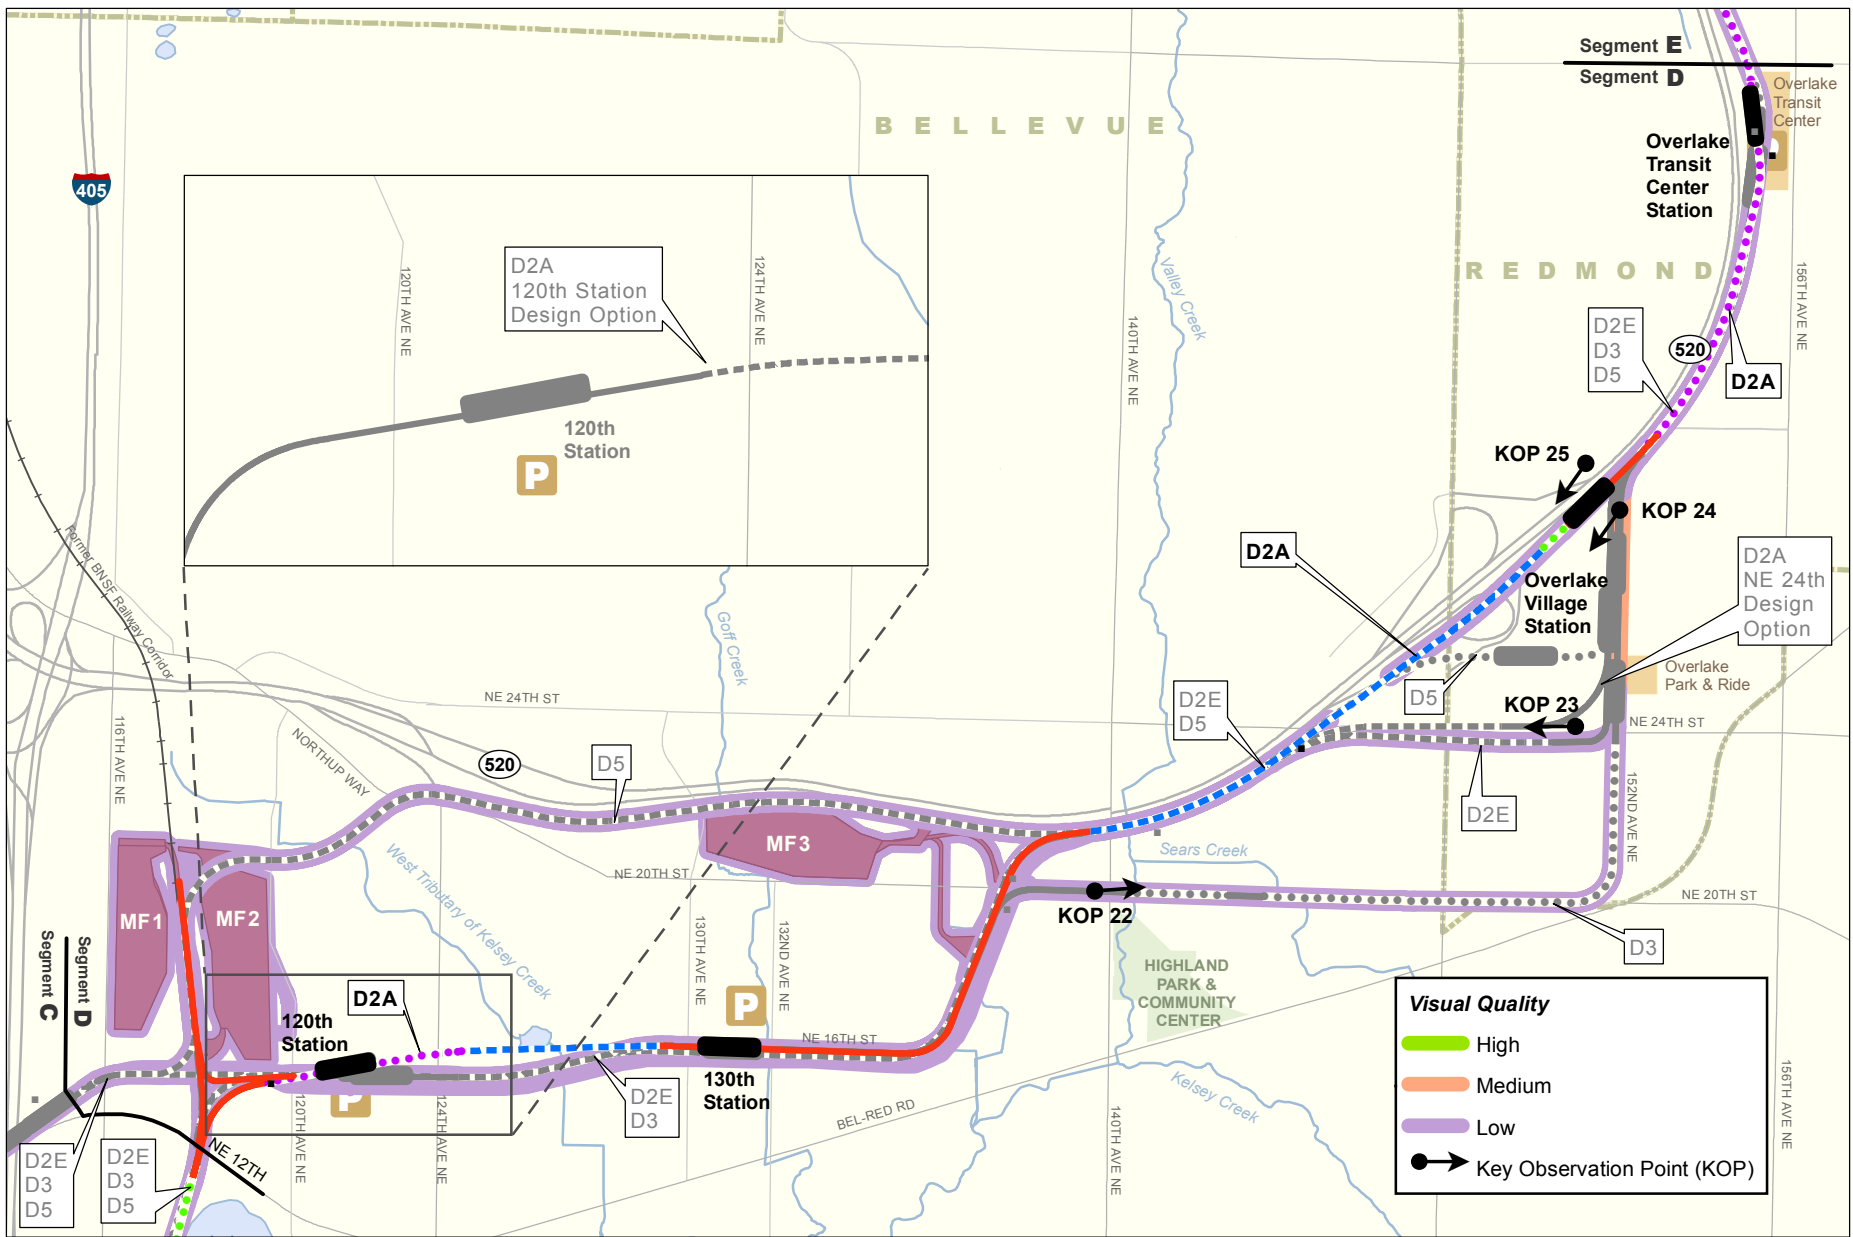 Segment E
Segment D
Overlake
Transit
Center
Overlake
Transit
Center
Station
BELLEVUE
REDMOND
405
D2A
120th Station
Design Option
120TH AVE NE
124TH AVE NE
120th
Station
P
Valley Creek
140TH AVE NE
156TH AVE NE
D2E
D3
D5
520
D2A
KOP 25
KOP 24
D2A
Overlake
Village
Station
D2A
NE 24th
Design
Option
Former BNSF Railway Corridor
Goff Creek
D5
Overlake
Park & Ride
KOP 23
NE 24TH ST
NE 24TH ST
D2E
D5
116TH AVE NE
NORTHUP WAY
520
D5
D2E
152ND AVE NE
MF3
West Tributary of Kelsey Creek
Sears Creek
NE 20TH ST
NE 20TH ST
KOP 22
MF1
MF2
D3
130TH AVE NE
132ND AVE NE
Segment C
Segment D
D2A
120th
Station
P
NE 16TH ST
130th
Station
HIGHLAND
PARK &
COMMUNITY
CENTER
P
120TH AVE NE
124TH AVE NE
D2E
D3
BEL-RED RD
140TH AVE NE
Kelsey Creek
156TH AVE NE
NE 12TH
D2E
D3
D5
D2E
D3
D5
Visual Quality
High
Medium
Low
Key Observation Point (KOP)